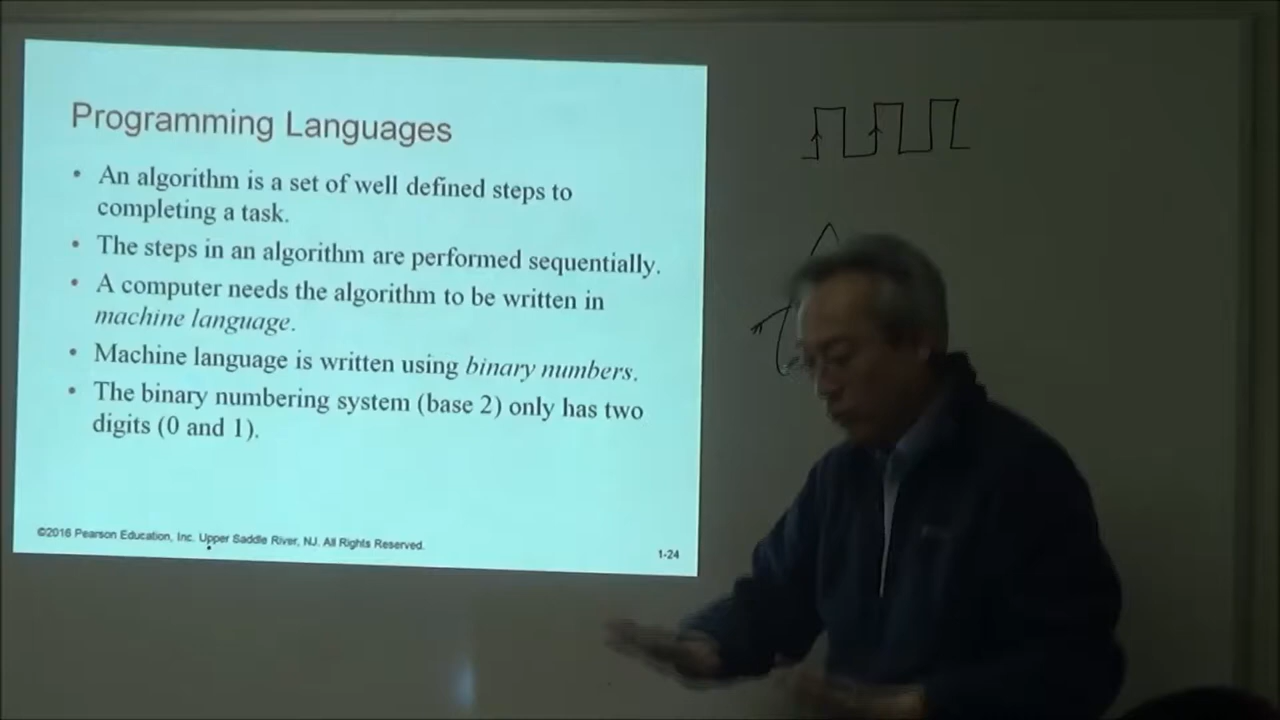 Programming Languages
• An algorithm is a set of well defined steps to
completing a task.
• The steps in an algorithm are performed sequentially.
• A computer needs the algorithm to be written in
machine language.
• Machine language is written using binary numbers.
• The binary numbering system (base 2) only has two
digits (0 and 1).
©2016 Pearson Education, Inc. Upper Saddle River, NJ. All Rights Reserved.
1-24